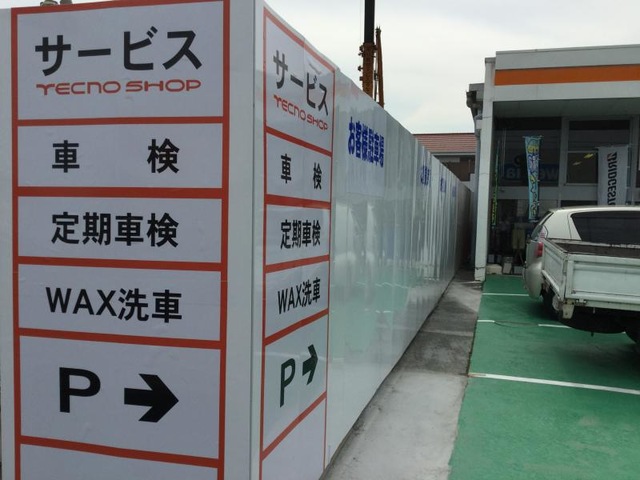 サービス
TECNO SHOP
車 検
定期車検
WAX洗車
P →
サービス
TECNO SHOP
車 検
定期車検
WAX洗車
P →
お客様駐車場
BRIDGESTONE